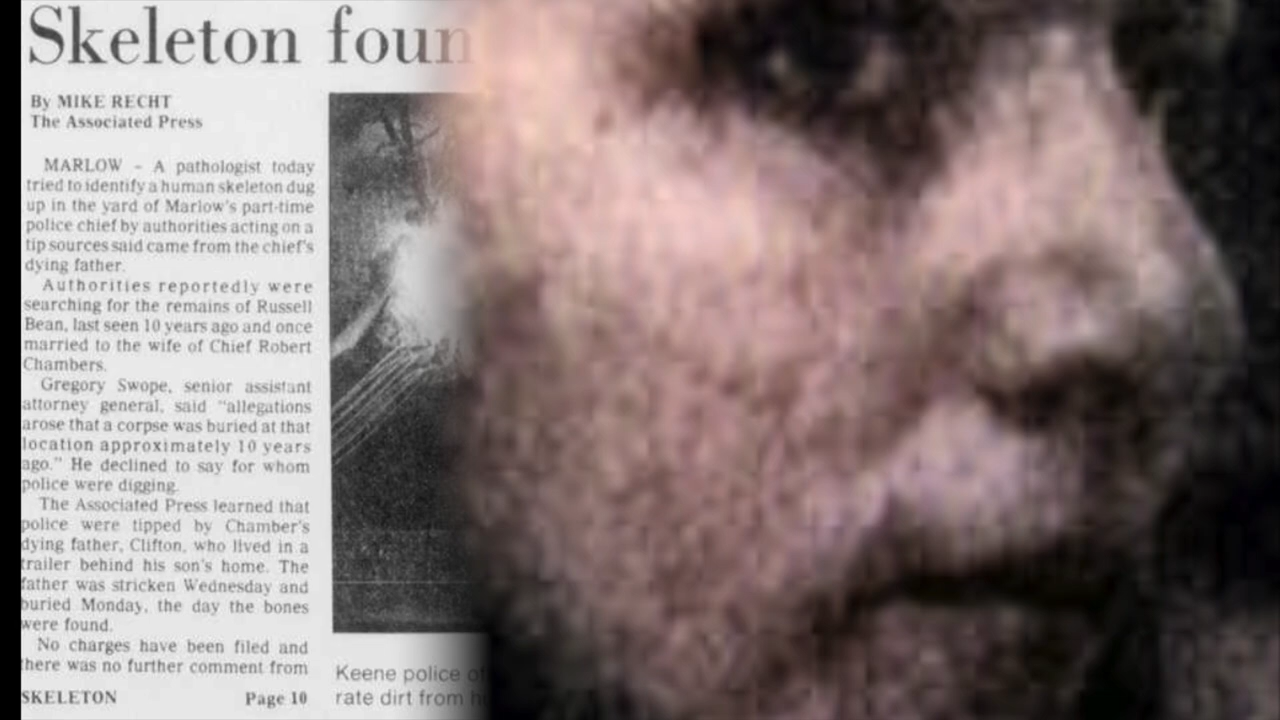 Skeleton foun
By MIKE RECHT
The Associated Press
MARLOW – A pathologist today
tried to identify a human skeleton dug
up in the yard of Marlow's part-time
police chief by authorities acting on a
tip sources said came from the chief's
dying father.
Authorities reportedly were
searching for the remains of Russell
Bean, last seen 10 years ago and once
married to the wife of Chief Robert
Chambers.
Gregory Swope, senior assistant
attorney general, said "allegations
arose that a corpse was buried at that
location approximately 10 years
ago." He declined to say for whom
police were digging.
The Associated Press learned that
police were tipped by Chamber's
dying father, Clifton, who lived in a
trailer behind his son's home. The
father was stricken Wednesday and
buried Monday, the day the bones
were found.
No charges have been filed and
there was no further comment from
SKELETON Page 10
Keene police of
rate dirt from h